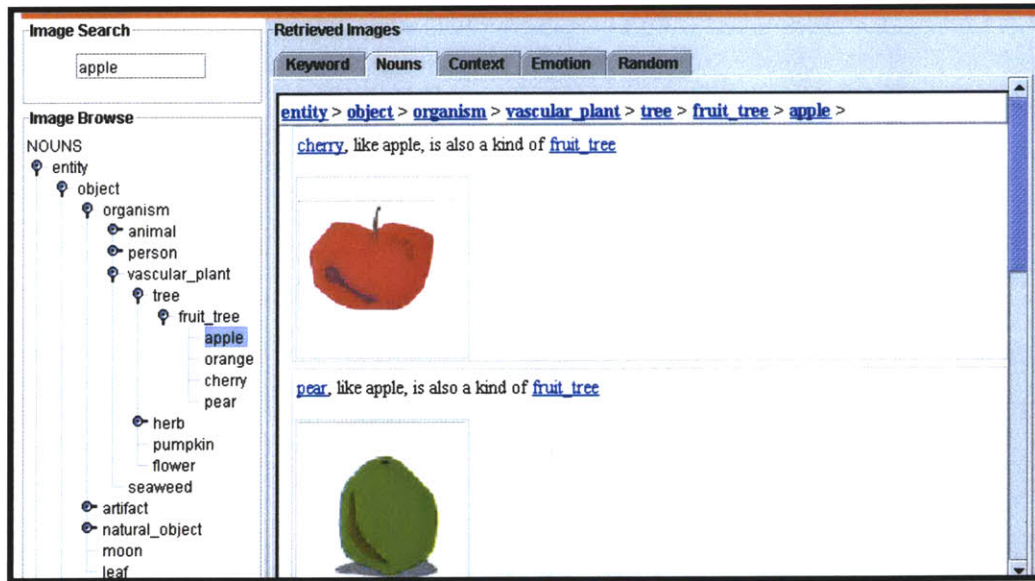 Image Search
apple
Image Browse
NOUNS
entity
object
organism
animal
person
vascular_plant
tree
fruit_tree
apple
orange
cherry
pear
herb
pumpkin
flower
seaweed
artifact
natural_object
moon
leaf
Retrieved Images
Keyword Nouns Context Emotion Random
entity > object > organism > vascular_plant > tree > fruit_tree > apple >
cherry, like apple, is also a kind of fruit_tree
pear, like apple, is also a kind of fruit_tree